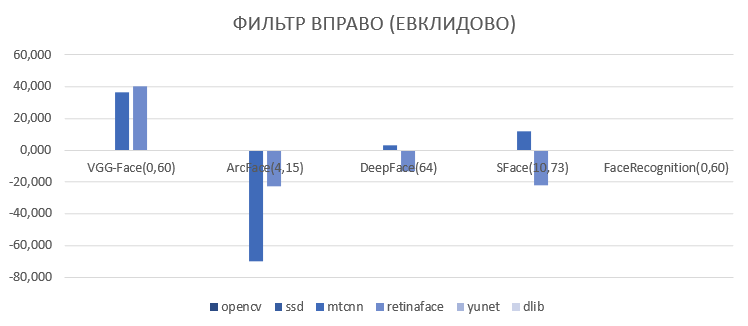 ФИЛЬТР ВПРАВО (ЕВКЛИДОВО)
60,000
40,000
20,000
0,000
VGG-Face(0,60) ArcFace(4,15) DeepFace(64) SFace(10,73) FaceRecognition(0,60)
-20,000
-40,000
-60,000
-80,000
opencv ssd mtcnn retinaface yunet dlib